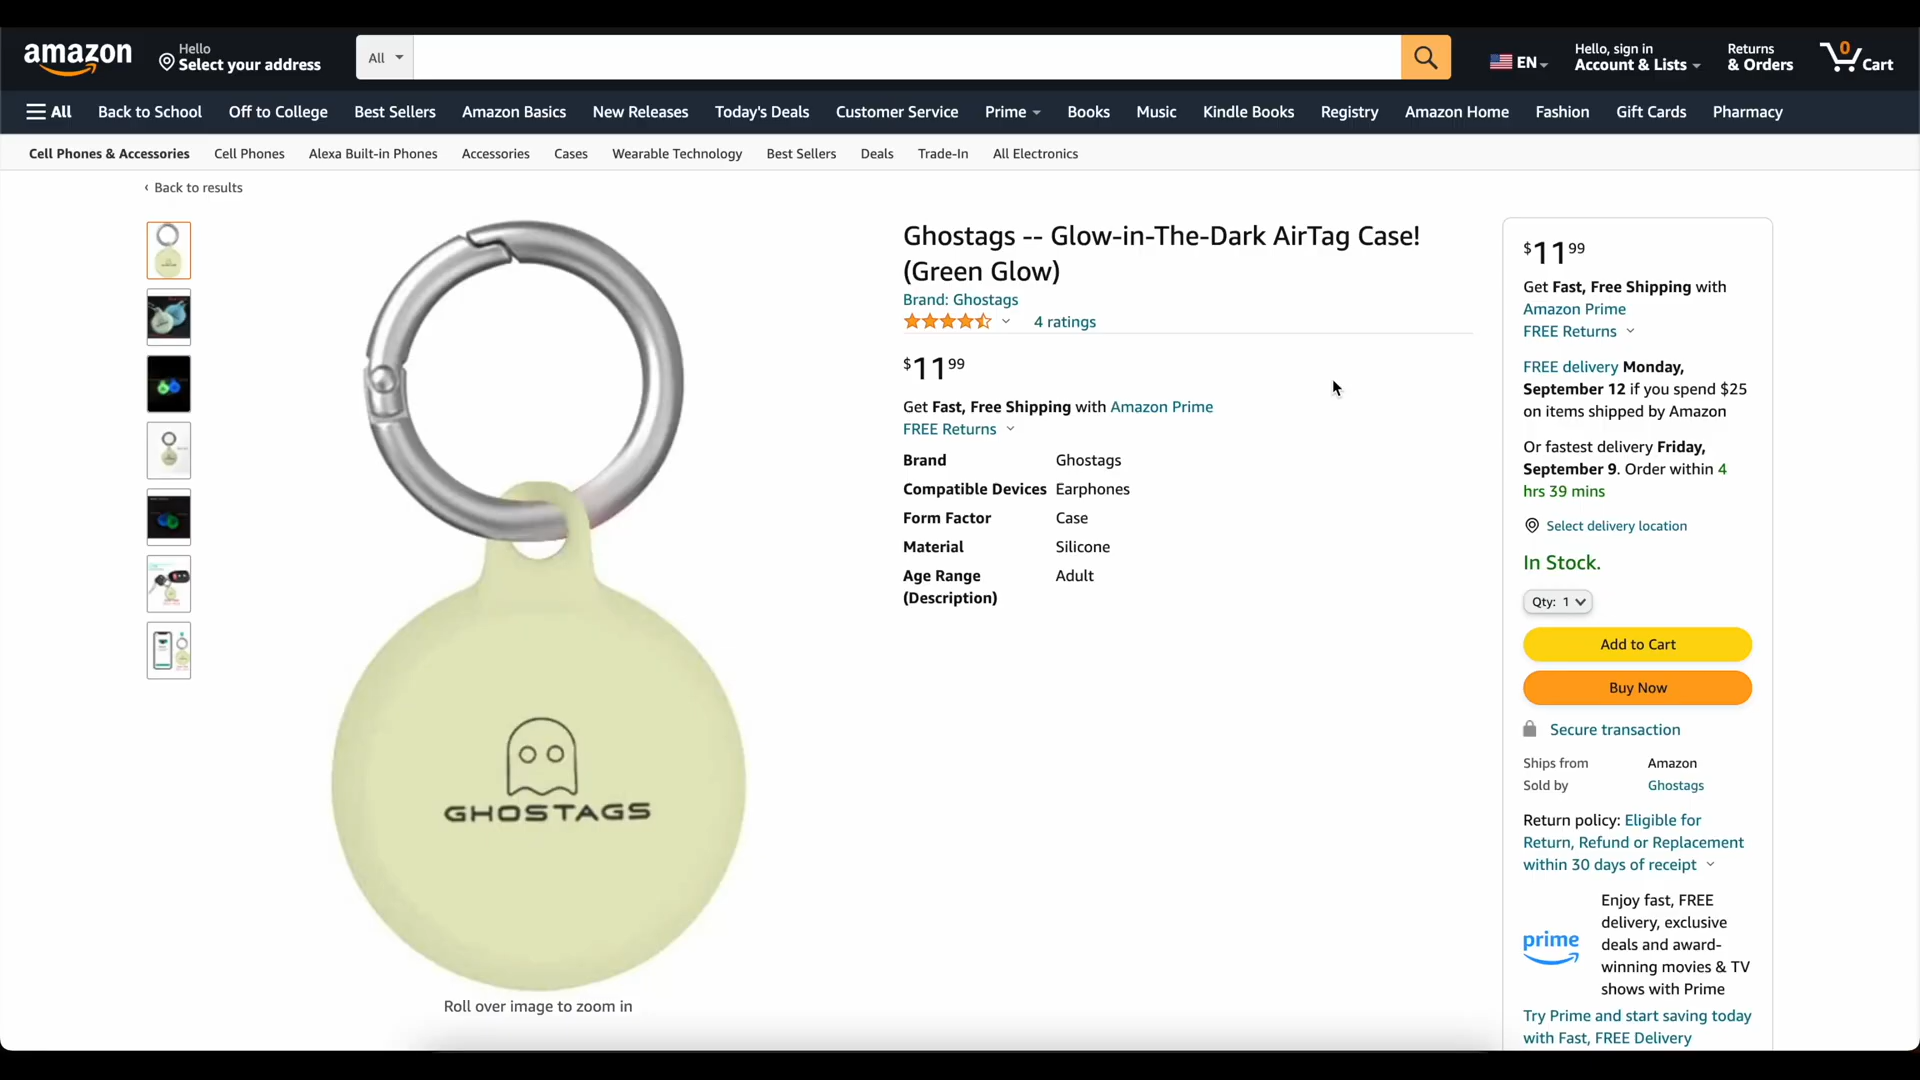 amazon
Hello
Select your address
All
EN
Hello, sign in
Account & Lists
Returns
& Orders
0
Cart
All
Back to School
Off to College
Best Sellers
Amazon Basics
New Releases
Today's Deals
Customer Service
Prime
Books
Music
Kindle Books
Registry
Amazon Home
Fashion
Gift Cards
Pharmacy
Cell Phones & Accessories
Cell Phones
Alexa Built-in Phones
Accessories
Cases
Wearable Technology
Best Sellers
Deals
Trade-In
All Electronics
‹ Back to results
GHOSTAGS
Roll over image to zoom in
Ghostags -- Glow-in-The-Dark AirTag Case!
(Green Glow)
Brand: Ghostags
4 ratings
$11 99
Get Fast, Free Shipping with Amazon Prime
FREE Returns
Brand Ghostags
Compatible Devices Earphones
Form Factor Case
Material Silicone
Age Range Adult
(Description)
$11 99
Get Fast, Free Shipping with
Amazon Prime
FREE Returns
FREE delivery Monday,
September 12 if you spend $25
on items shipped by Amazon
Or fastest delivery Friday,
September 9. Order within 4
hrs 39 mins
Select delivery location
In Stock.
Qty: 1
Add to Cart
Buy Now
Secure transaction
Ships from Amazon
Sold by Ghostags
Return policy: Eligible for
Return, Refund or Replacement
within 30 days of receipt
prime
Enjoy fast, FREE
delivery, exclusive
deals and award-
winning movies & TV
shows with Prime
Try Prime and start saving today
with Fast, FREE Delivery